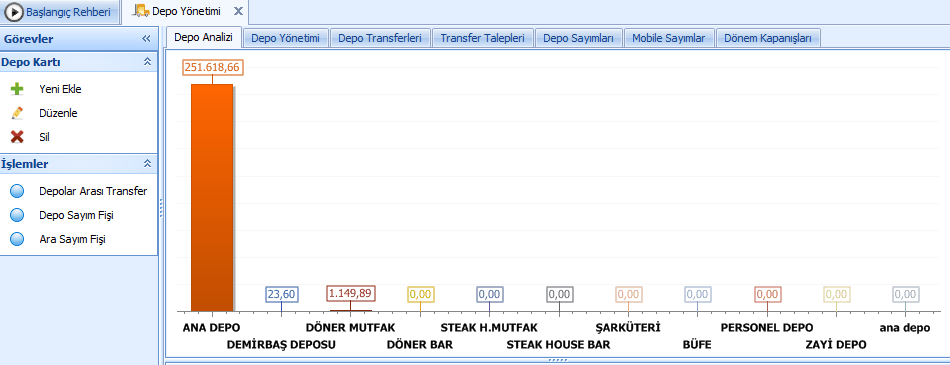 Başlangıç Rehberi
Depo Yönetimi
Görevler
Depo Kartı
Yeni Ekle
Düzenle
Sil
İşlemler
Depolar Arası Transfer
Depo Sayım Fişi
Ara Sayım Fişi
Depo Analizi
Depo Yönetimi
Depo Transferleri
Transfer Talepleri
Depo Sayımları
Mobile Sayımlar
Dönem Kapanışları
251.618,66
23,60
1.149,89
0,00
0,00
0,00
0,00
0,00
0,00
0,00
0,00
ANA DEPO
DEMİRBAŞ DEPOSU
DÖNER MUTFAK
DÖNER BAR
STEAK H.MUTFAK
STEAK HOUSE BAR
ŞARKÜTERİ
BÜFE
PERSONEL DEPO
ZAYİ DEPO
ana depo